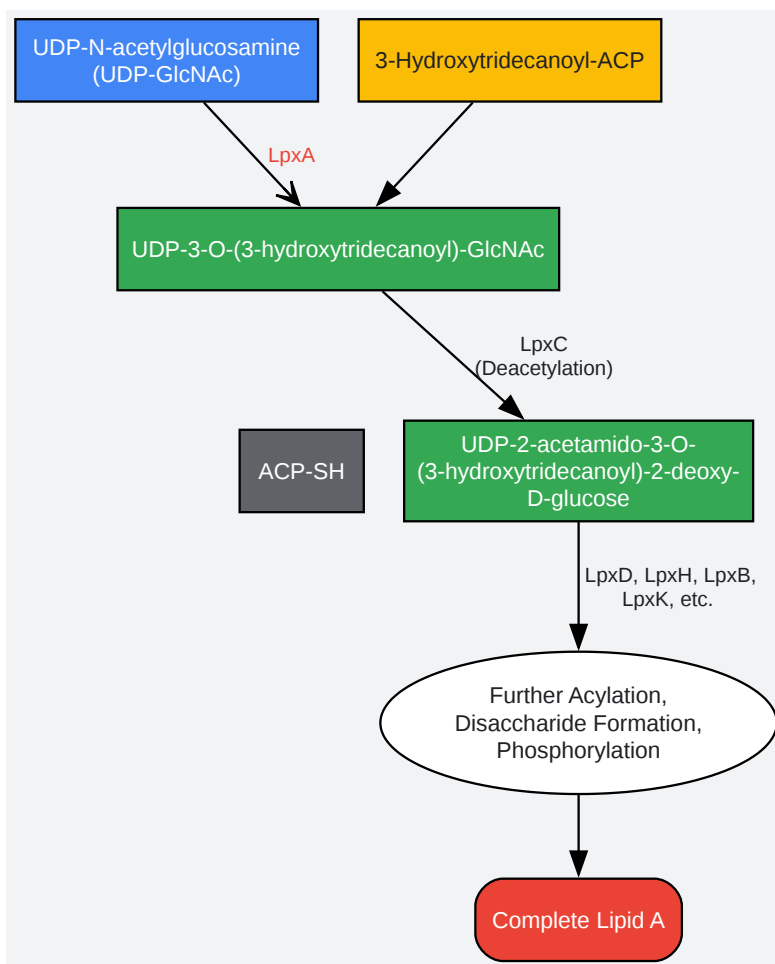 UDP-N-acetylglucosamine
(UDP-GlcNAc)
3-Hydroxytridecanoyl-ACP
LpxA
UDP-3-O-(3-hydroxytridecanoyl)-GlcNAc
LpxC
(Deacetylation)
ACP-SH
UDP-2-acetamido-3-O-
(3-hydroxytridecanoyl)-2-deoxy-
D-glucose
LpxD, LpxH, LpxB,
LpxK, etc.
Further Acylation,
Disaccharide Formation,
Phosphorylation
Complete Lipid A